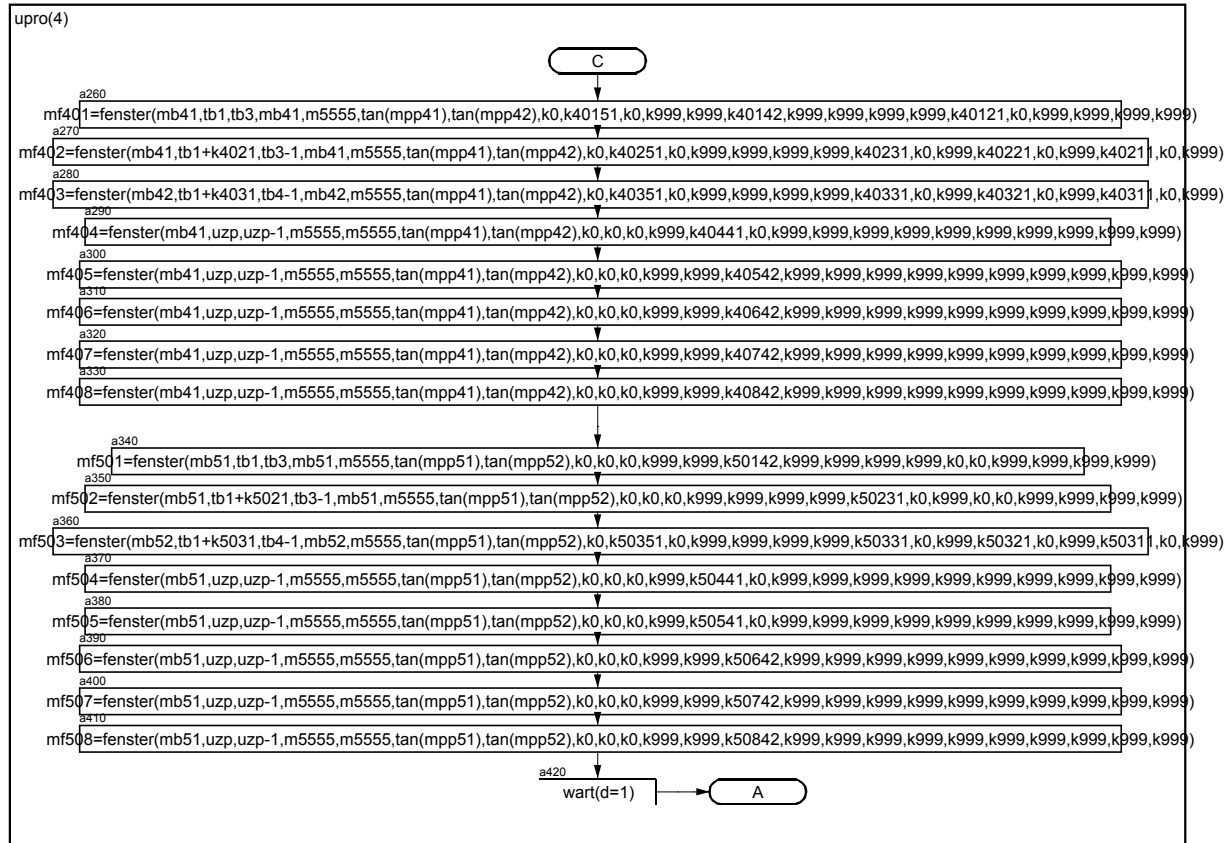 upro(4)
C
a260
mf401=fenster(mb41,tb1,tb3,mb41,m5555,tan(mpp41),tan(mpp42),k0,k40151,k0,k999,k999,k40142,k999,k999,k999,k999,k40121,k0,k999,k999,k999,k999)
a270
mf402=fenster(mb41,tb1+k4021,tb3-1,mb41,m5555,tan(mpp41),tan(mpp42),k0,k40251,k0,k999,k999,k999,k999,k40231,k0,k999,k40221,k0,k999,k40211,k0,k999)
a280
mf403=fenster(mb42,tb1+k4031,tb4-1,mb42,m5555,tan(mpp41),tan(mpp42),k0,k40351,k0,k999,k999,k999,k999,k40331,k0,k999,k40321,k0,k999,k40311,k0,k999)
a290
mf404=fenster(mb41,uzp,uzp-1,m5555,m5555,tan(mpp41),tan(mpp42),k0,k0,k0,k999,k40441,k0,k999,k999,k999,k999,k999,k999,k999,k999,k999,k999)
a300
mf405=fenster(mb41,uzp,uzp-1,m5555,m5555,tan(mpp41),tan(mpp42),k0,k0,k0,k999,k999,k40542,k999,k999,k999,k999,k999,k999,k999,k999,k999,k999)
a310
mf406=fenster(mb41,uzp,uzp-1,m5555,m5555,tan(mpp41),tan(mpp42),k0,k0,k0,k999,k999,k40642,k999,k999,k999,k999,k999,k999,k999,k999,k999,k999)
a320
mf407=fenster(mb41,uzp,uzp-1,m5555,m5555,tan(mpp41),tan(mpp42),k0,k0,k0,k999,k999,k40742,k999,k999,k999,k999,k999,k999,k999,k999,k999,k999)
a330
mf408=fenster(mb41,uzp,uzp-1,m5555,m5555,tan(mpp41),tan(mpp42),k0,k0,k0,k999,k999,k40842,k999,k999,k999,k999,k999,k999,k999,k999,k999,k999)
a340
mf501=fenster(mb51,tb1,tb3,mb51,m5555,tan(mpp51),tan(mpp52),k0,k0,k0,k999,k999,k50142,k999,k999,k999,k999,k0,k0,k999,k999,k999,k999)
a350
mf502=fenster(mb51,tb1+k5021,tb3-1,mb51,m5555,tan(mpp51),tan(mpp52),k0,k0,k0,k999,k999,k999,k999,k50231,k0,k999,k0,k0,k999,k999,k999,k999)
a360
mf503=fenster(mb52,tb1+k5031,tb4-1,mb52,m5555,tan(mpp51),tan(mpp52),k0,k50351,k0,k999,k999,k999,k999,k50331,k0,k999,k50321,k0,k999,k50311,k0,k999)
a370
mf504=fenster(mb51,uzp,uzp-1,m5555,m5555,tan(mpp51),tan(mpp52),k0,k0,k0,k999,k50441,k0,k999,k999,k999,k999,k999,k999,k999,k999,k999,k999)
a380
mf505=fenster(mb51,uzp,uzp-1,m5555,m5555,tan(mpp51),tan(mpp52),k0,k0,k0,k999,k50541,k0,k999,k999,k999,k999,k999,k999,k999,k999,k999,k999)
a390
mf506=fenster(mb51,uzp,uzp-1,m5555,m5555,tan(mpp51),tan(mpp52),k0,k0,k0,k999,k999,k50642,k999,k999,k999,k999,k999,k999,k999,k999,k999,k999)
a400
mf507=fenster(mb51,uzp,uzp-1,m5555,m5555,tan(mpp51),tan(mpp52),k0,k0,k0,k999,k999,k50742,k999,k999,k999,k999,k999,k999,k999,k999,k999,k999)
a410
mf508=fenster(mb51,uzp,uzp-1,m5555,m5555,tan(mpp51),tan(mpp52),k0,k0,k0,k999,k999,k50842,k999,k999,k999,k999,k999,k999,k999,k999,k999,k999)
a420
wart(d=1)
A